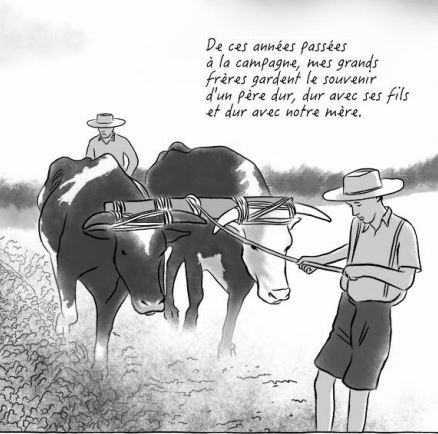 De ces années passées
à la campagne, mes grands
frères gardent le souvenir
d'un père dur, dur avec ses fils
et dur avec notre mère.